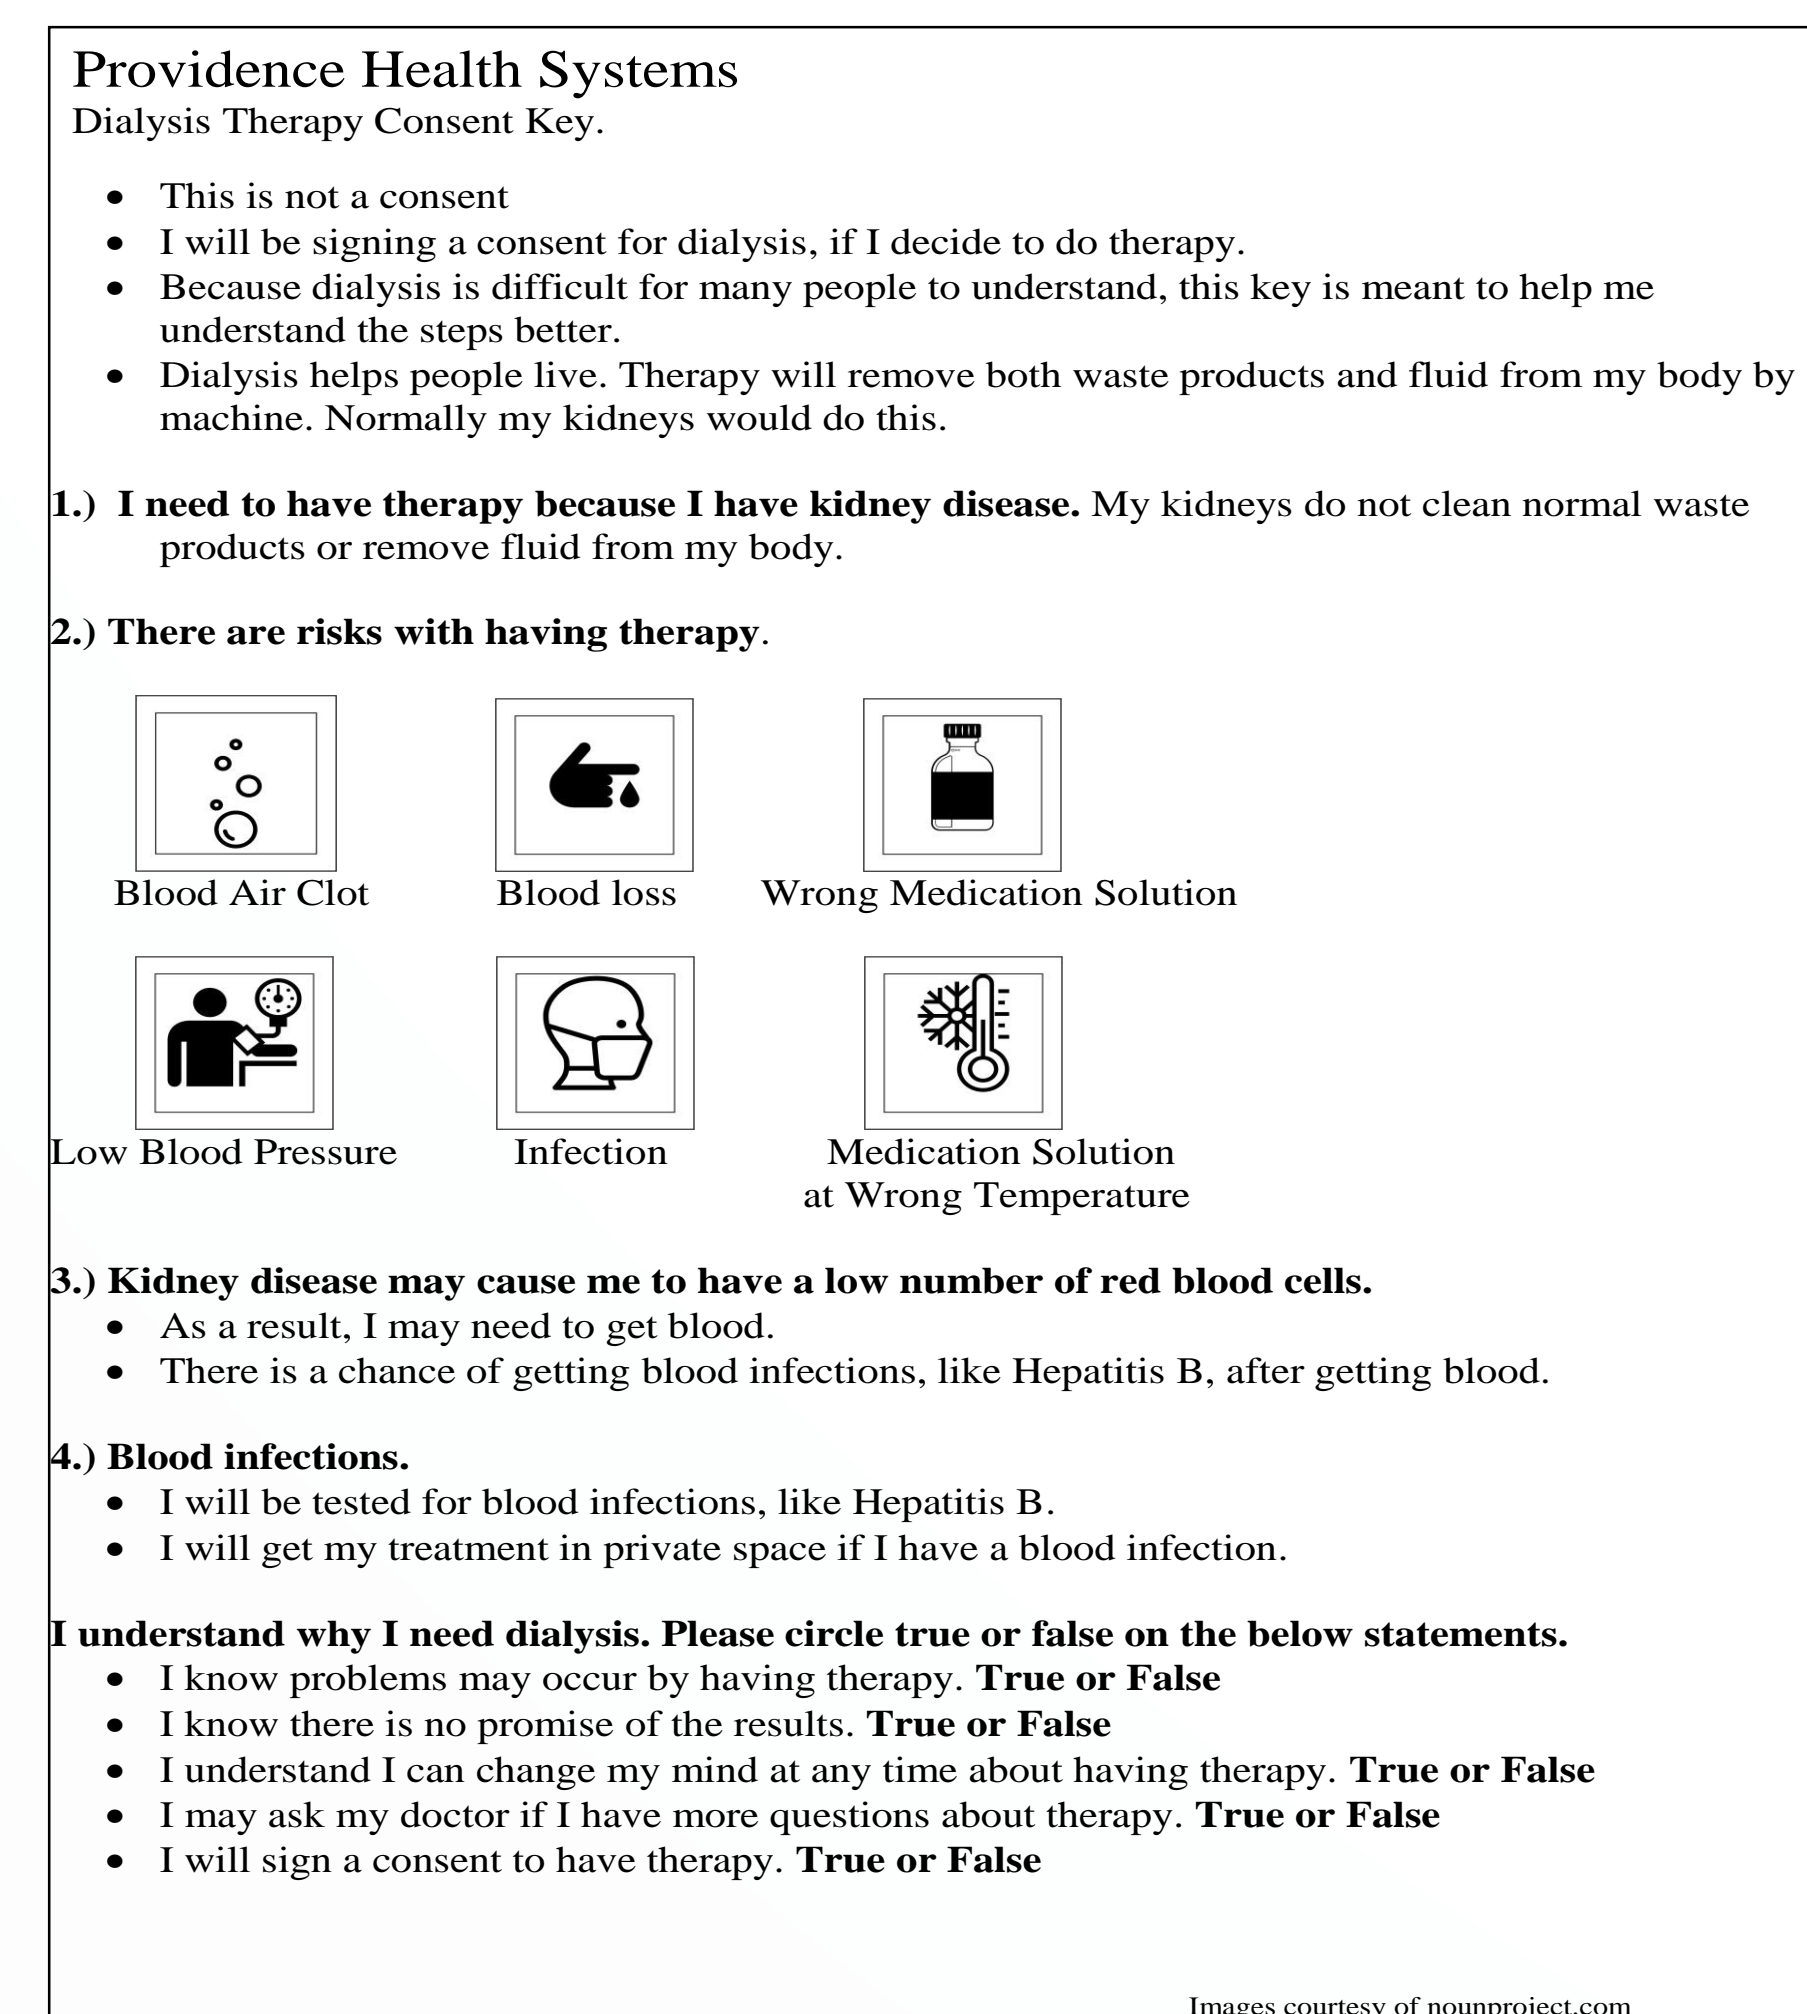 Providence Health Systems
Dialysis Therapy Consent Key.
• This is not a consent
• I will be signing a consent for dialysis, if I decide to do therapy.
• Because dialysis is difficult for many people to understand, this key is meant to help me
understand the steps better.
• Dialysis helps people live. Therapy will remove both waste products and fluid from my body by
machine. Normally my kidneys would do this.
1.) I need to have therapy because I have kidney disease. My kidneys do not clean normal waste
products or remove fluid from my body.
2.) There are risks with having therapy.
Blood Air Clot
Blood loss
Wrong Medication Solution
Low Blood Pressure
Infection
Medication Solution
at Wrong Temperature
3.) Kidney disease may cause me to have a low number of red blood cells.
• As a result, I may need to get blood.
• There is a chance of getting blood infections, like Hepatitis B, after getting blood.
4.) Blood infections.
• I will be tested for blood infections, like Hepatitis B.
• I will get my treatment in private space if I have a blood infection.
I understand why I need dialysis. Please circle true or false on the below statements.
• I know problems may occur by having therapy. True or False
• I know there is no promise of the results. True or False
• I understand I can change my mind at any time about having therapy. True or False
• I may ask my doctor if I have more questions about therapy. True or False
• I will sign a consent to have therapy. True or False
Images courtesy of nounproject.com